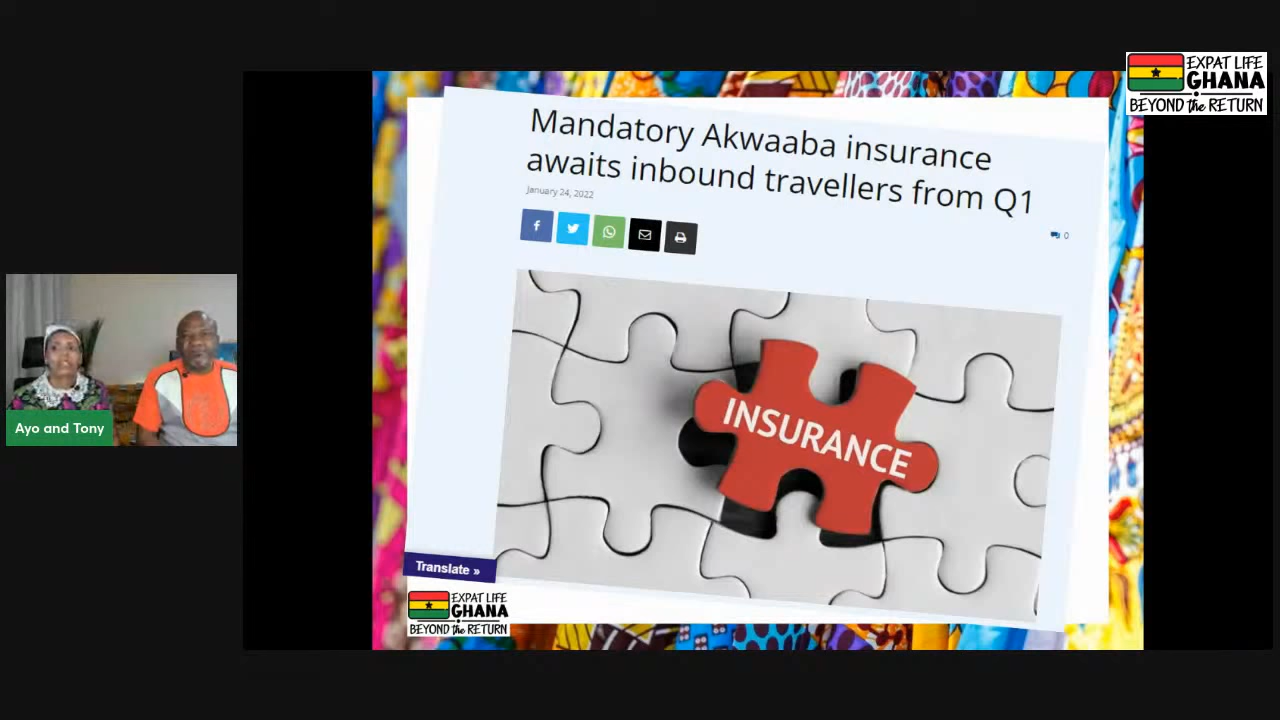 EXPAT LIFE
GHANA
BEYOND the RETURN
Mandatory Akwaaba insurance
awaits inbound travellers from Q1
January 24, 2022
0
INSURANCE
Ayo and Tony
Translate »
EXPAT LIFE
GHANA
BEYOND the RETURN